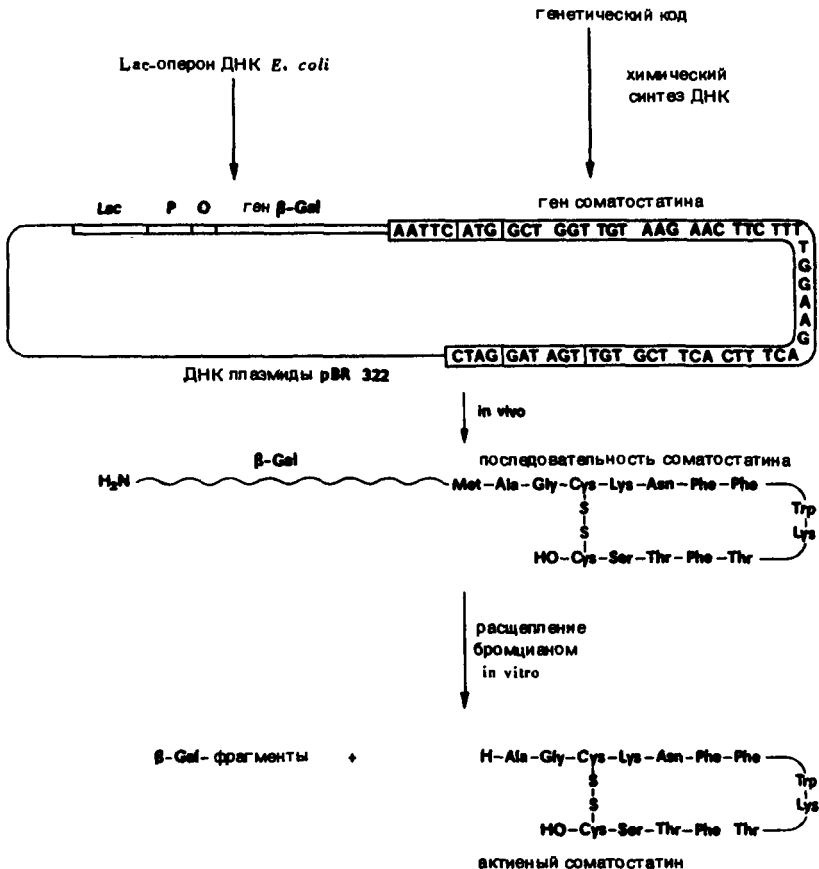 генетический код
Lac-оперон ДНК E. coli
химический
синтез ДНК
Lac P O ген β-Gal
ген соматостатина
AATTC ATG GCT GGT TGT AAG AAC TTC TTT
T
G
G
A
A
G
CTAG GAT AGT TGT GCT TCA CTT TCA
ДНК плазмиды pBR 322
in vivo
β-Gal
последовательность соматостатина
H₂N Met–Ala–Gly–Cys–Lys–Asn–Phe–Phe
S
S
Trp
Lys
HO–Cys–Ser–Thr–Phe–Thr
расщепление
бромцианом
in vitro
β-Gal-фрагменты + H–Ala–Gly–Cys–Lys–Asn–Phe–Phe
S
S
Trp
Lys
HO–Cys–Ser–Thr–Phe Thr
активный соматостатин